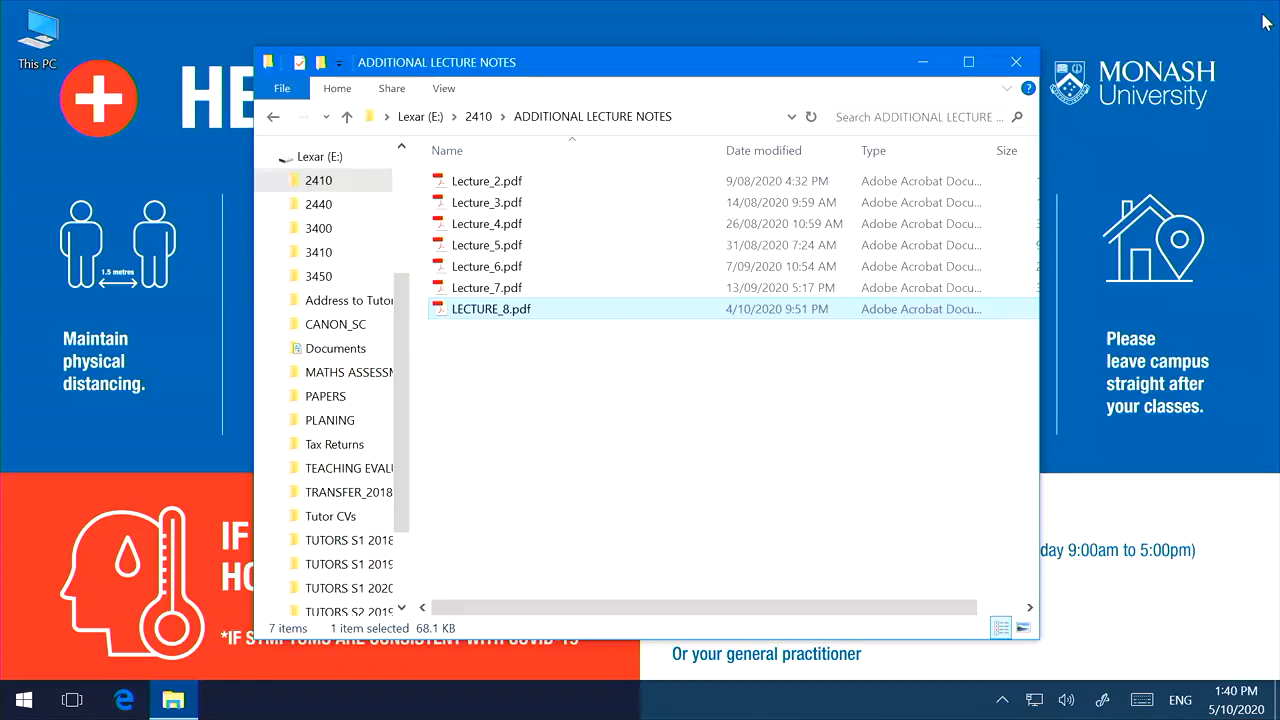 This PC
HE
MONASH
University
ADDITIONAL LECTURE NOTES
File Home Share View
Lexar (E:) > 2410 > ADDITIONAL LECTURE NOTES
Search ADDITIONAL LECTURE ...
Name Date modified Type Size
Lecture_2.pdf 9/08/2020 4:32 PM Adobe Acrobat Docu...
Lecture_3.pdf 14/08/2020 9:59 AM Adobe Acrobat Docu...
Lecture_4.pdf 26/08/2020 10:59 AM Adobe Acrobat Docu...
Lecture_5.pdf 31/08/2020 7:24 AM Adobe Acrobat Docu...
Lecture_6.pdf 7/09/2020 10:54 AM Adobe Acrobat Docu...
Lecture_7.pdf 13/09/2020 5:17 PM Adobe Acrobat Docu...
LECTURE_8.pdf 4/10/2020 9:51 PM Adobe Acrobat Docu...
Lexar (E:)
2410
2440
3400
3410
3450
Address to Tutor
CANON_SC
Documents
MATHS ASSESSM
PAPERS
PLANING
Tax Returns
TEACHING EVAL
TRANSFER_2018
Tutor CVs
TUTORS S1 2018
TUTORS S1 2019
TUTORS S1 2020
TUTORS S2 2019
7 items 1 item selected 68.1 KB
1.5 metres
Maintain
physical
distancing.
Please
leave campus
straight after
your classes.
IF
HO
*IF SYMPTOMS ARE CONSISTENT WITH COVID-19
day 9:00am to 5:00pm)
Or your general practitioner
ENG
1:40 PM
5/10/2020